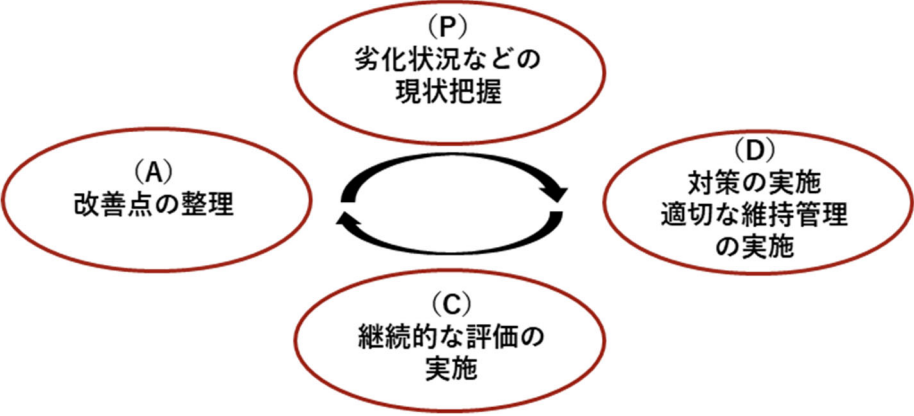 （P）
劣化状況などの
現状把握
（D）
対策の実施
適切な維持管理
の実施
（C）
継続的な評価の
実施
（A）
改善点の整理